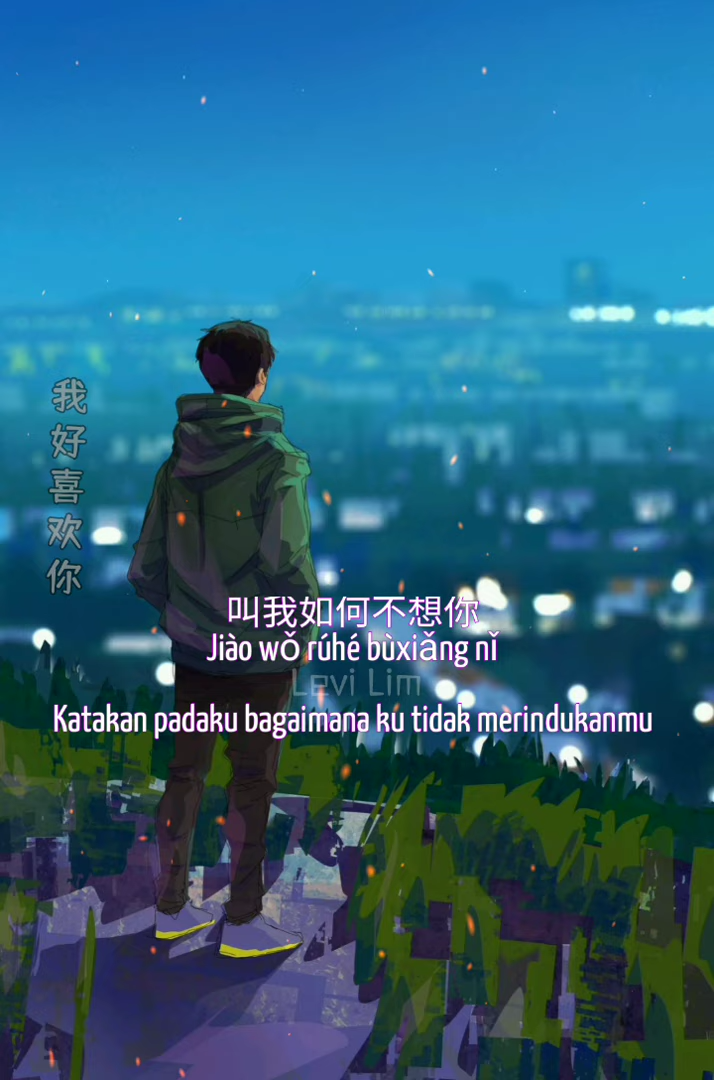 我好喜欢你
叫我如何不想你
Jiào wǒ rúhé bùxiǎng nǐ
Levi Lim
Katakan padaku bagaimana ku tidak merindukanmu